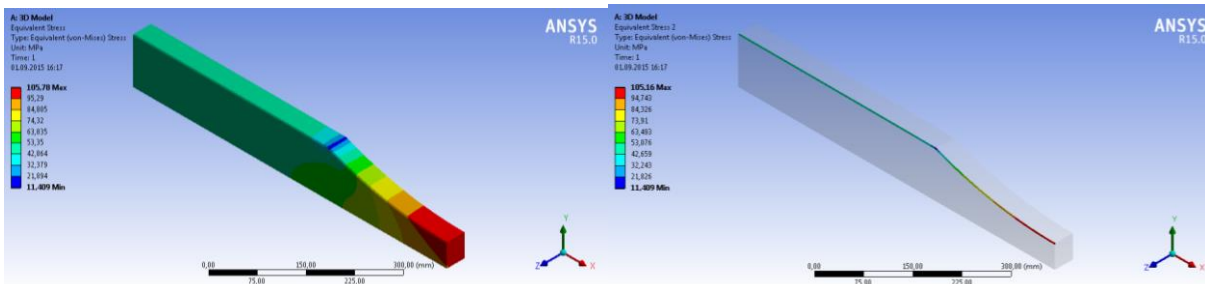 A: 3D Model
Equivalent Stress
Type: Equivalent (von-Mises) Stress
Unit: MPa
Time: 1
01.09.2015 16:17
105,78 Max
95,29
84,805
74,32
63,835
53,35
42,864
32,379
21,894
11,409 Min
ANSYS
R15.0
0,00
150,00
300,00 (mm)
75,00
225,00
Y
Z
X
A: 3D Model
Equivalent Stress 2
Type: Equivalent (von-Mises) Stress
Unit: MPa
Time: 1
01.09.2015 16:17
105,16 Max
94,743
84,326
73,91
63,493
53,076
42,659
32,243
21,826
11,409 Min
ANSYS
R15.0
0,00
150,00
300,00 (mm)
75,00
225,00
Y
Z
X